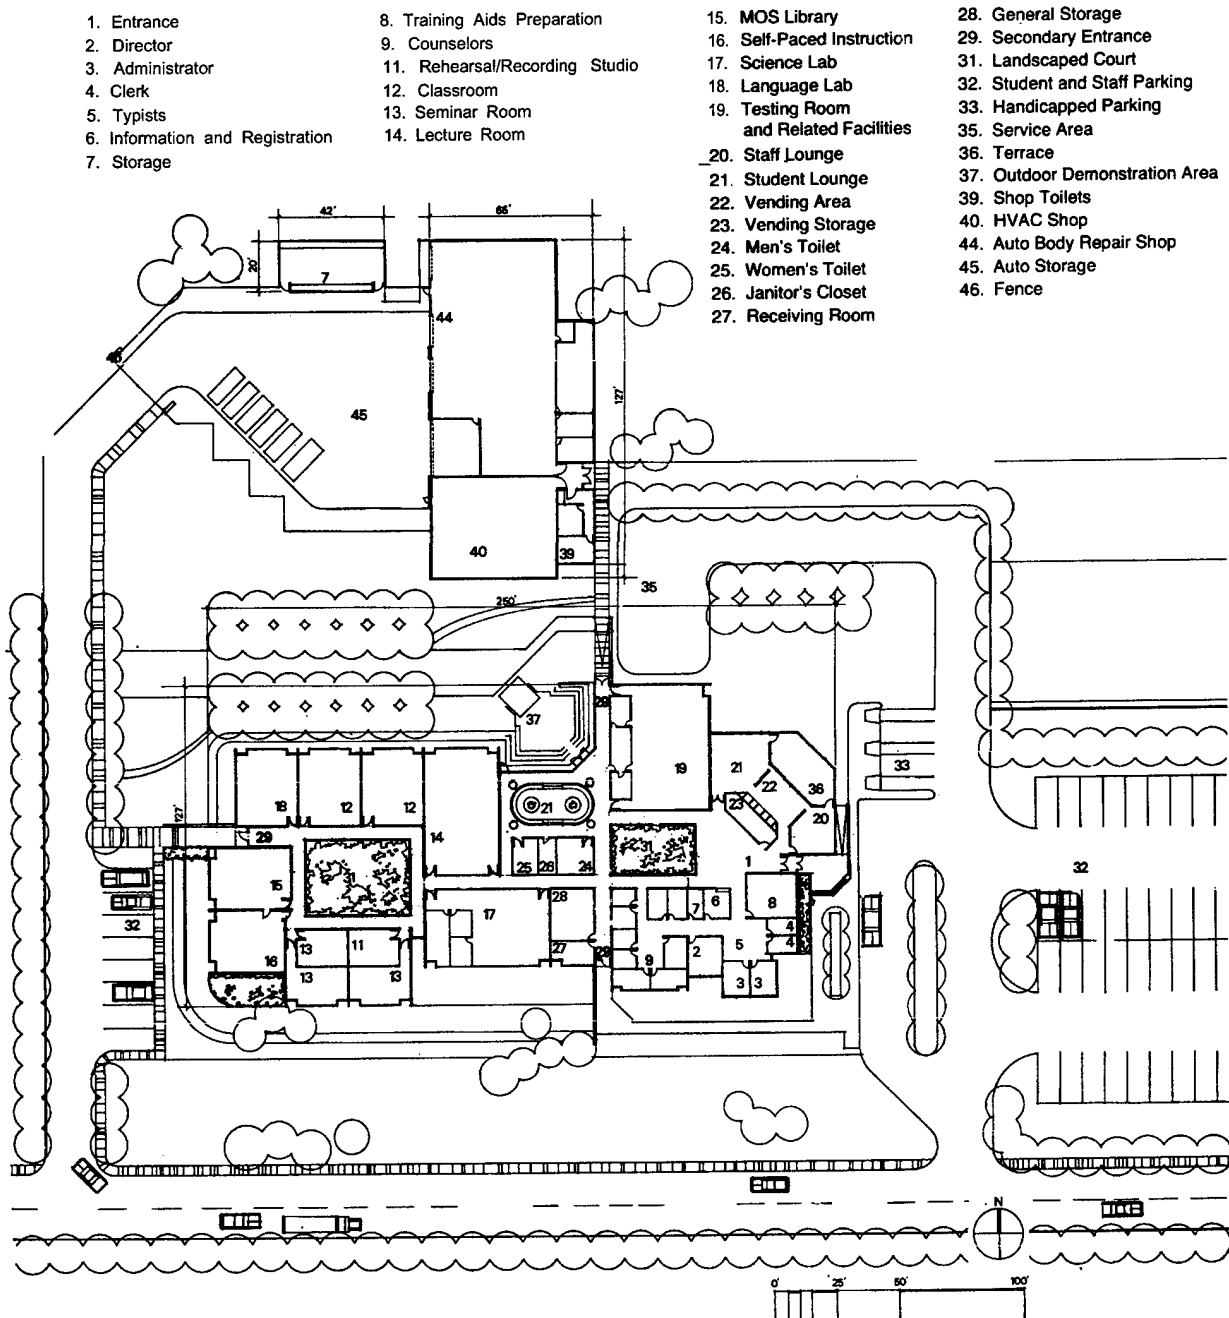 1. Entrance
2. Director
3. Administrator
4. Clerk
5. Typists
6. Information and Registration
7. Storage
8. Training Aids Preparation
9. Counselors
11. Rehearsal/Recording Studio
12. Classroom
13. Seminar Room
14. Lecture Room
15. MOS Library
16. Self-Paced Instruction
17. Science Lab
18. Language Lab
19. Testing Room
and Related Facilities
20. Staff Lounge
21. Student Lounge
22. Vending Area
23. Vending Storage
24. Men's Toilet
25. Women's Toilet
26. Janitor's Closet
27. Receiving Room
28. General Storage
29. Secondary Entrance
31. Landscaped Court
32. Student and Staff Parking
33. Handicapped Parking
35. Service Area
36. Terrace
37. Outdoor Demonstration Area
39. Shop Toilets
40. HVAC Shop
44. Auto Body Repair Shop
45. Auto Storage
46. Fence
42'
66'
20'
7
44
46
127'
45
40
39
35
250'
37
29
19
21
22
36
33
23
20
18
12
12
21
127'
29
14
25
26
24
31
1
32
15
28
7
6
8
32
17
4
13
11
5
4
27
29
2
16
13
13
9
3
3
N
0'
25'
50'
100'